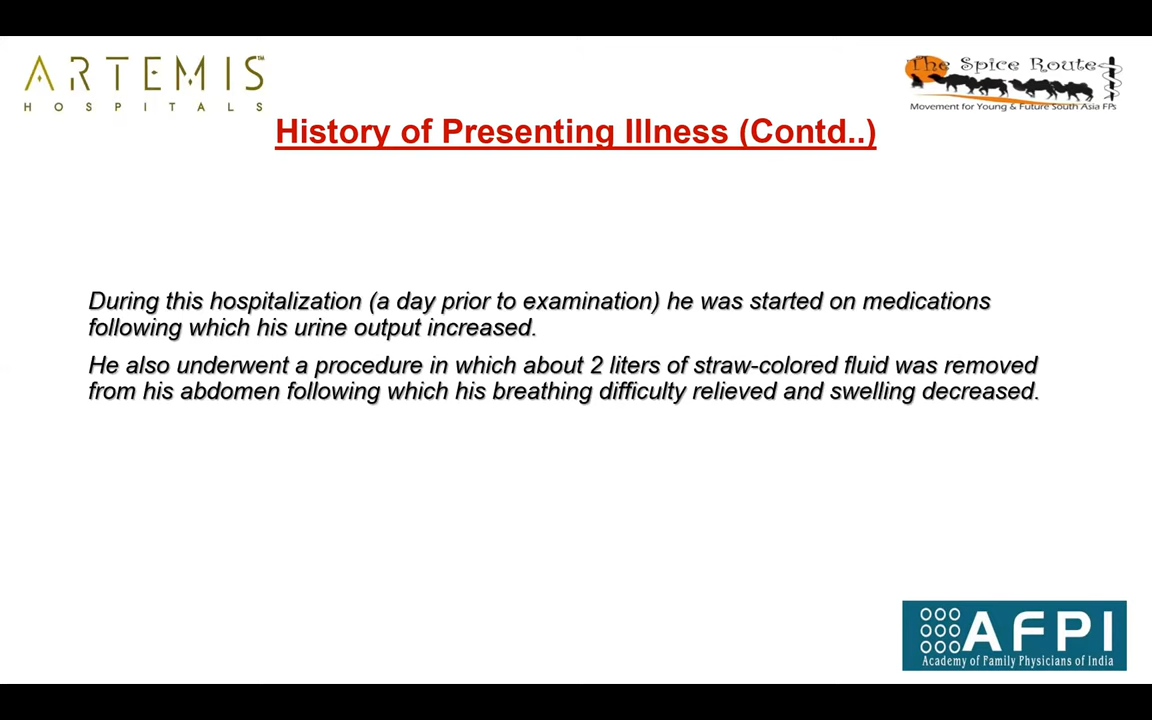 ARTEMIS™
HOSPITALS
The Spice Route
Movement for Young & Future South Asia FPs
History of Presenting Illness (Contd..)
During this hospitalization (a day prior to examination) he was started on medications
following which his urine output increased.
He also underwent a procedure in which about 2 liters of straw-colored fluid was removed
from his abdomen following which his breathing difficulty relieved and swelling decreased.
AFPI
Academy of Family Physicians of India